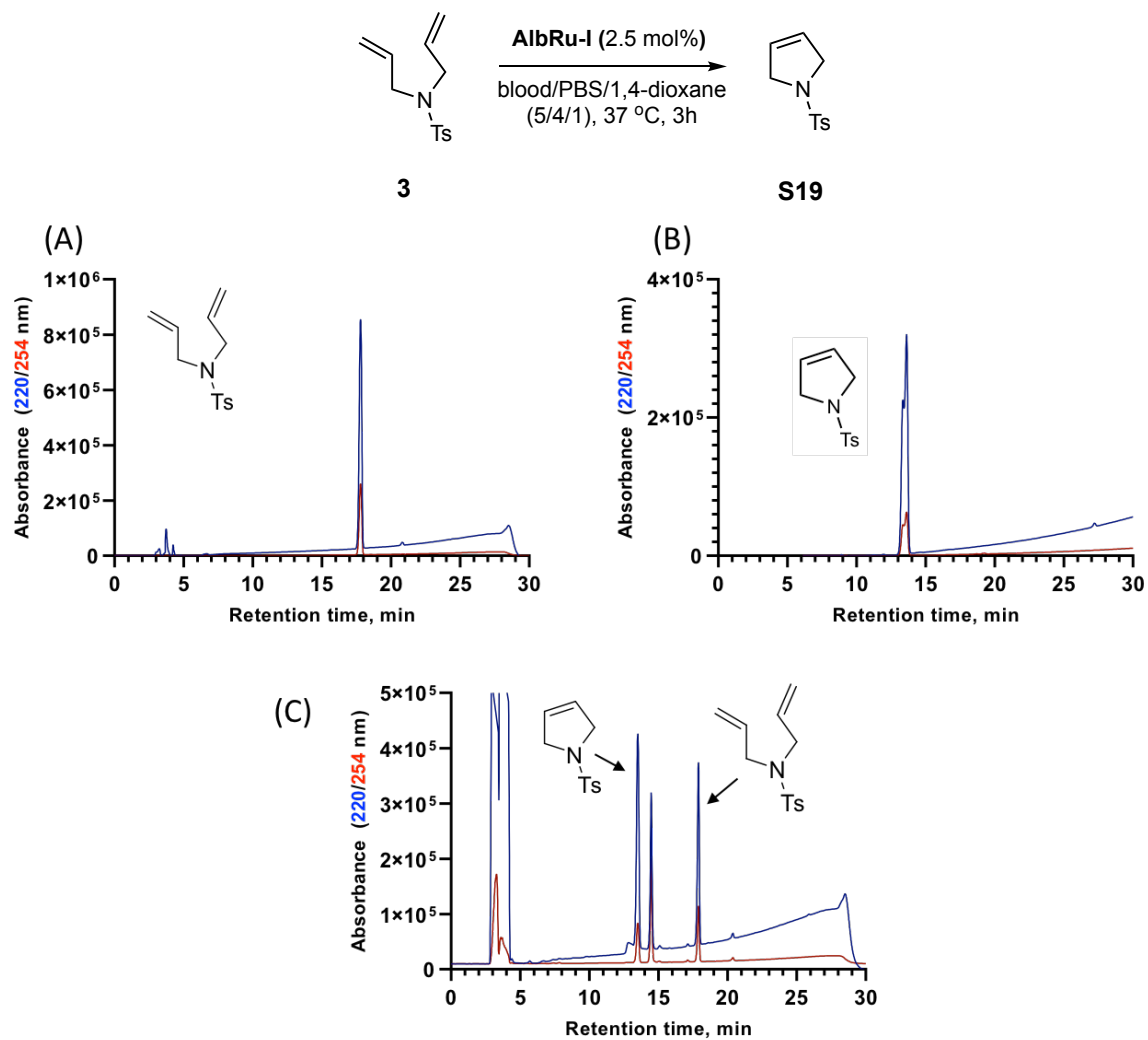 AlbRu-I (2.5 mol%)
blood/PBS/1,4-dioxane
(5/4/1), 37 ºC, 3h
N
Ts
N
Ts
3
S19
(A)
Absorbance (220/254 nm)
1×10⁶
8×10⁵
6×10⁵
4×10⁵
2×10⁵
0
N
Ts
0 5 10 15 20 25 30
Retention time, min
(B)
Absorbance (220/254 nm)
4×10⁵
2×10⁵
0
N
Ts
0 5 10 15 20 25 30
Retention time, min
(C)
Absorbance (220/254 nm)
5×10⁵
4×10⁵
3×10⁵
2×10⁵
1×10⁵
0
N
Ts
N
Ts
0 5 10 15 20 25 30
Retention time, min